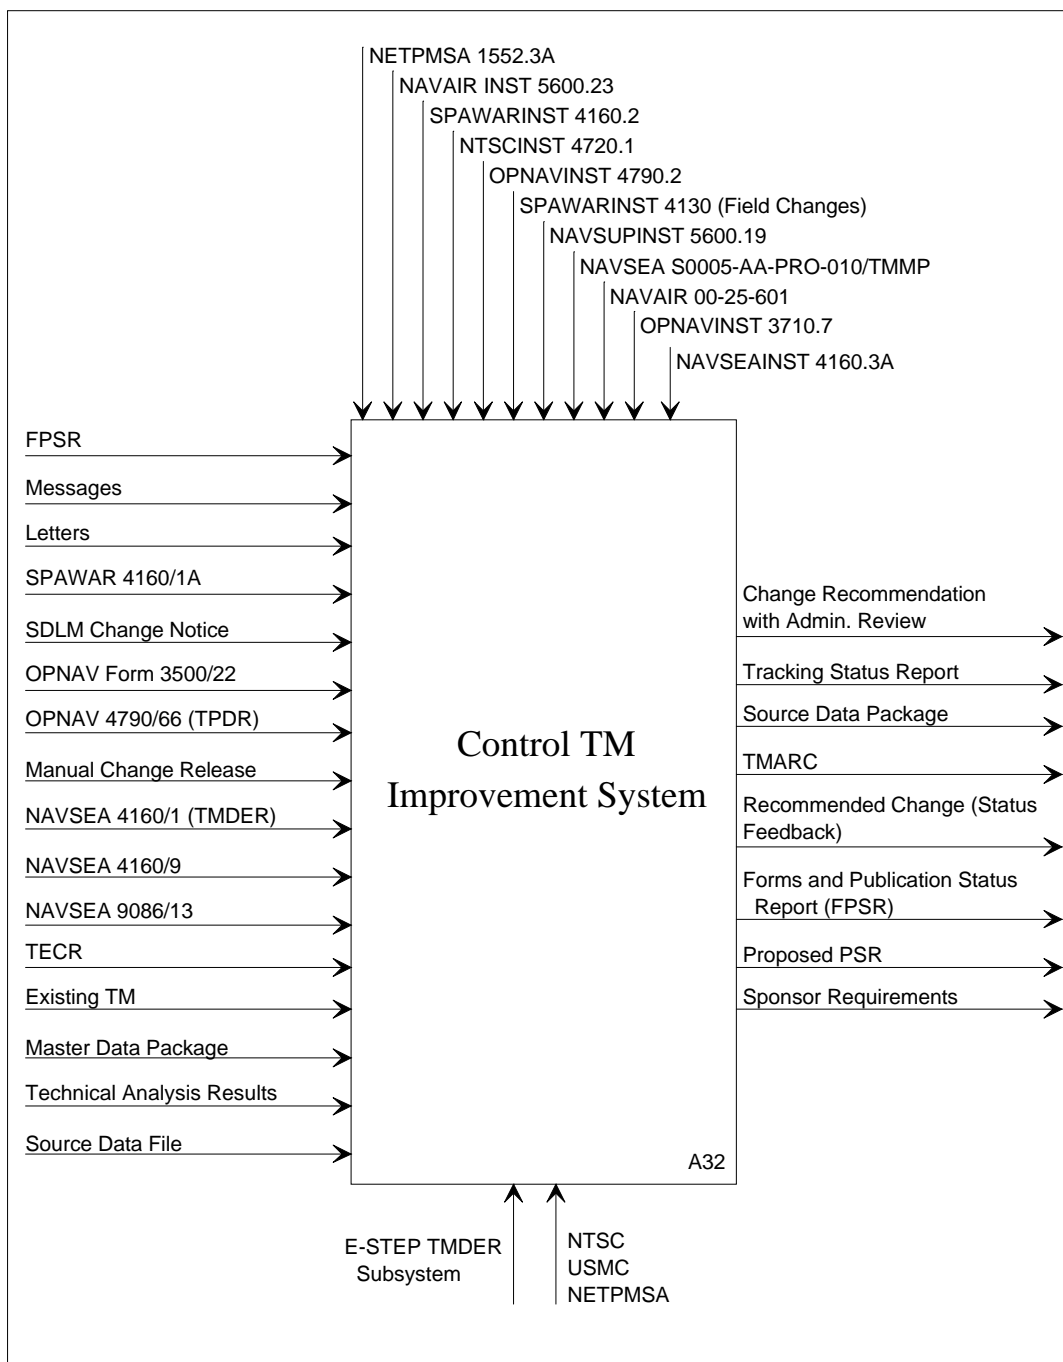 NETPMSA 1552.3A
NAVAIR INST 5600.23
SPAWARINST 4160.2
NTSCINST 4720.1
OPNAVINST 4790.2
SPAWARINST 4130 (Field Changes)
NAVSUPINST 5600.19
NAVSEA S0005-AA-PRO-010/TMMP
NAVAIR 00-25-601
OPNAVINST 3710.7
NAVSEAINST 4160.3A
FPSR
Messages
Letters
SPAWAR 4160/1A
SDLM Change Notice
OPNAV Form 3500/22
OPNAV 4790/66 (TPDR)
Manual Change Release
NAVSEA 4160/1 (TMDER)
NAVSEA 4160/9
NAVSEA 9086/13
TECR
Existing TM
Master Data Package
Technical Analysis Results
Source Data File
Control TM
Improvement System
A32
Change Recommendation
with Admin. Review
Tracking Status Report
Source Data Package
TMARC
Recommended Change (Status
Feedback)
Forms and Publication Status
Report (FPSR)
Proposed PSR
Sponsor Requirements
E-STEP TMDER
Subsystem
NTSC
USMC
NETPMSA